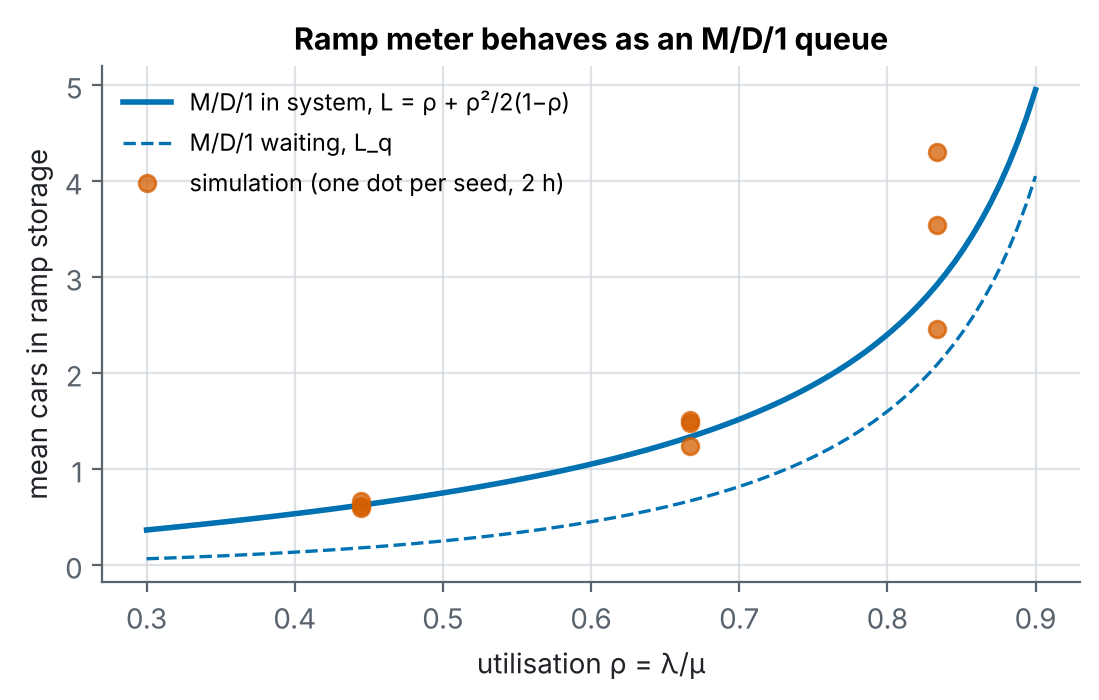 Ramp meter behaves as an M/D/1 queue
M/D/1 in system, L = ρ + ρ²/2(1−ρ)
M/D/1 waiting, L_q
simulation (one dot per seed, 2 h)
mean cars in ramp storage
5
4
3
2
1
0
0.3 0.4 0.5 0.6 0.7 0.8 0.9
utilisation ρ = λ/μ